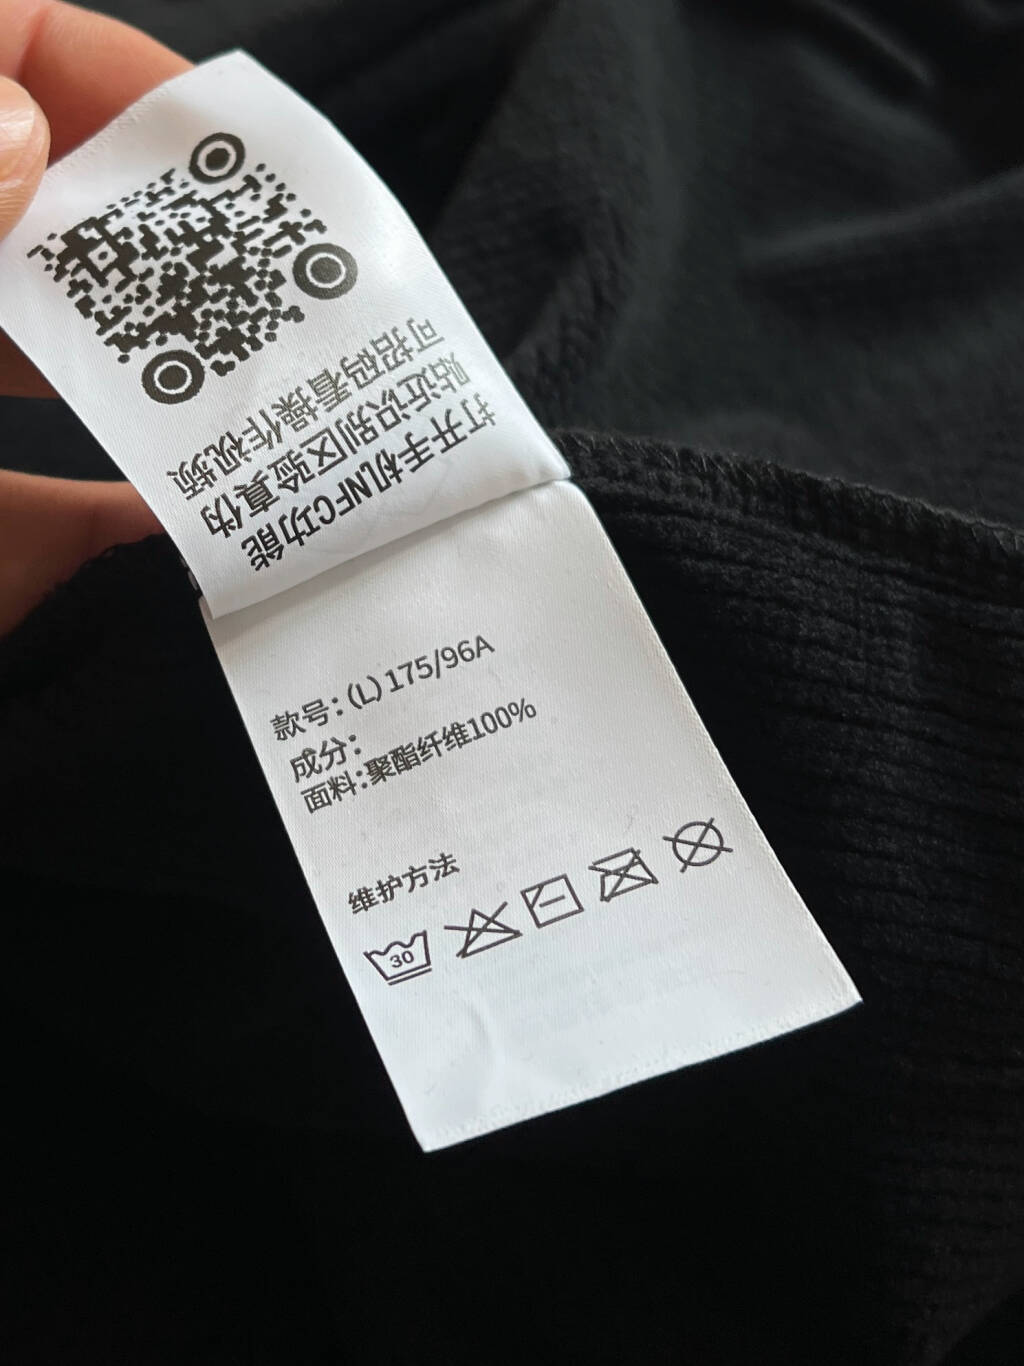 打开手机NFC功能
贴近识别区验真伪
可招码看操作视频
款号：(L) 175/96A
成分：
面料：聚酯纤维100%
维护方法
30